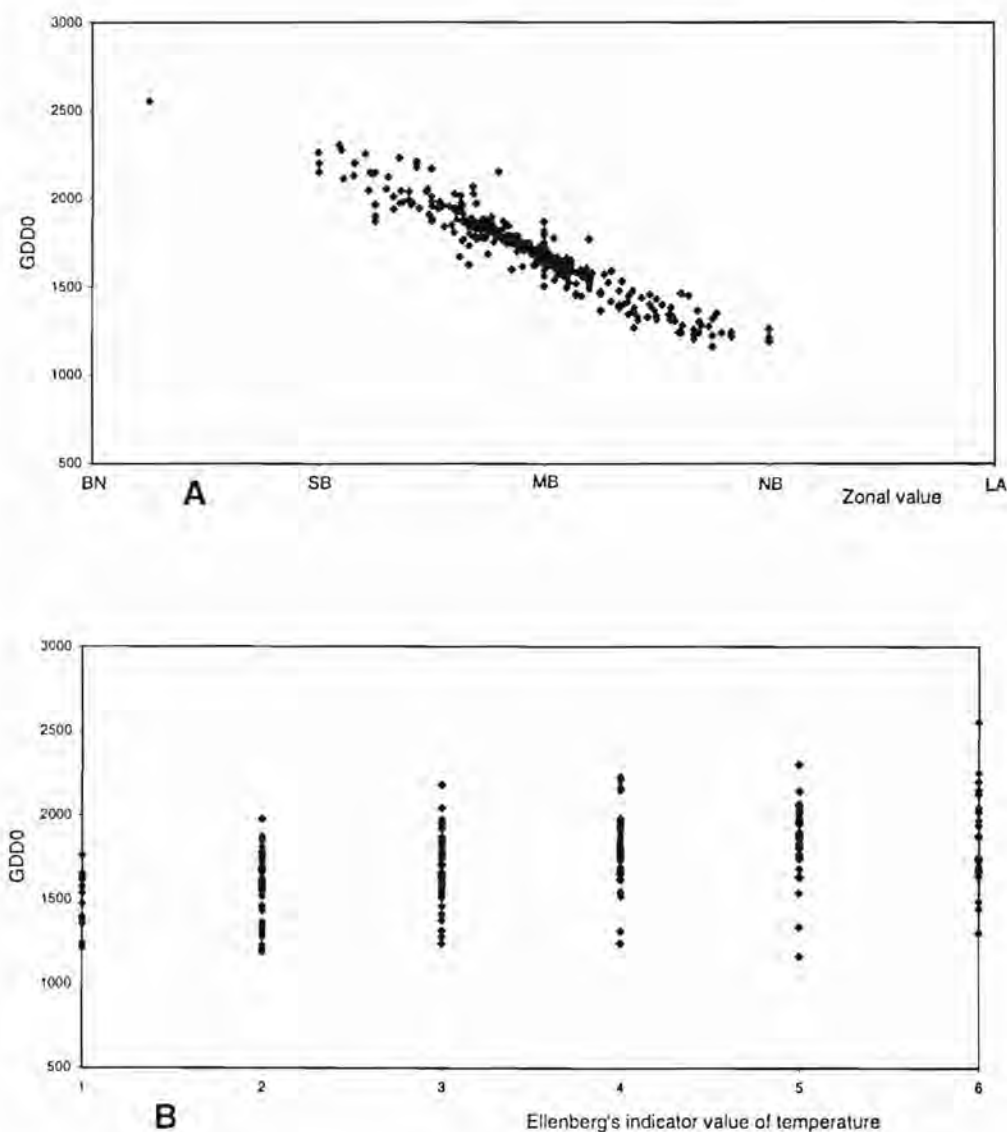 3000
2500
2000
1500
1000
500
GDD0
BN SB MB NB LA
A
Zonal value
3000
2500
2000
1500
1000
500
GDD0
1 2 3 4 5 6
B
Ellenberg's indicator value of temperature